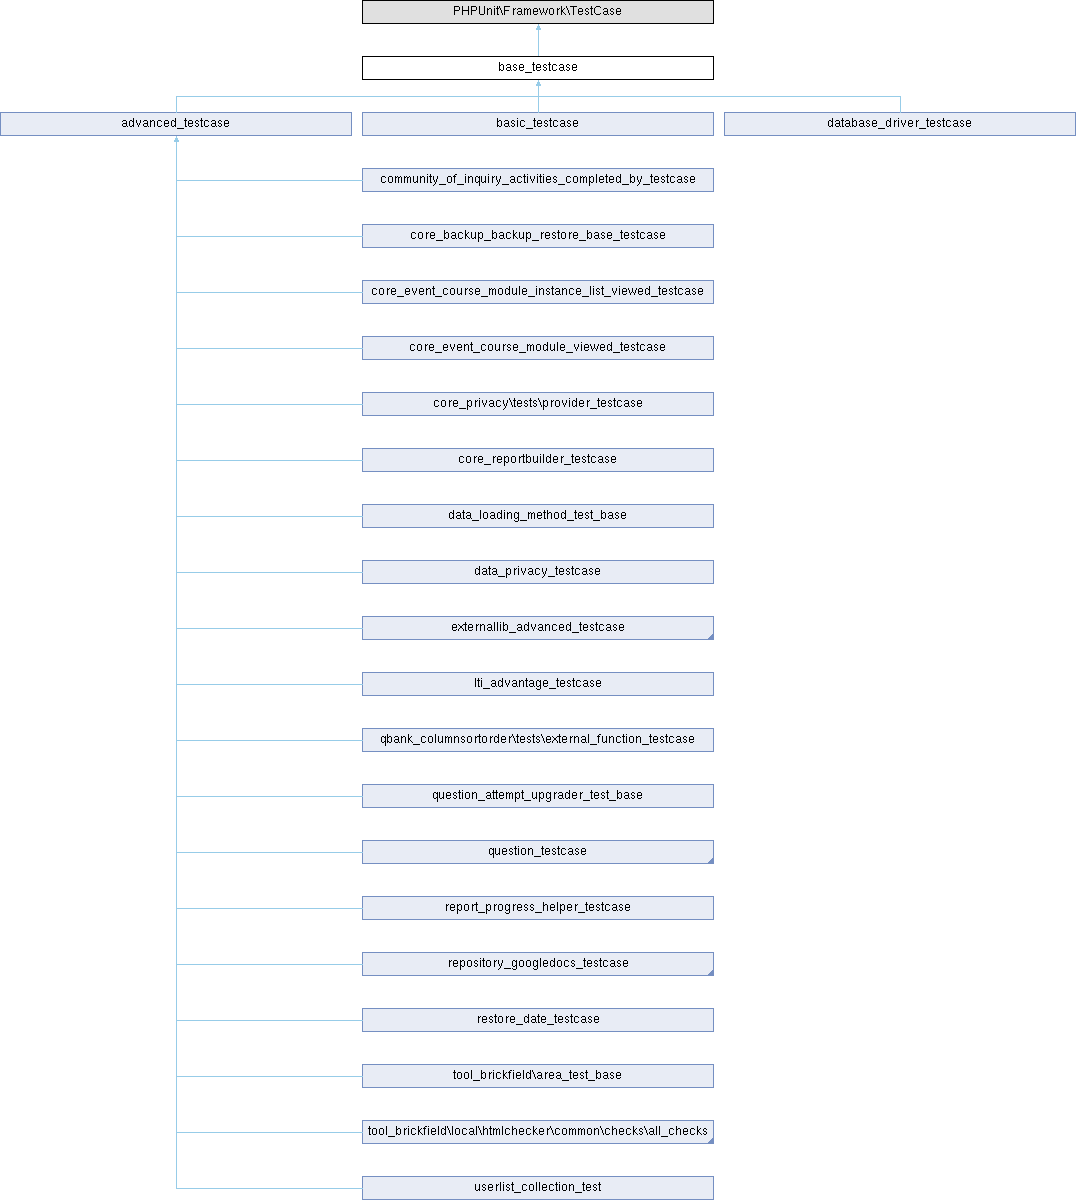 PHPUnit\Framework\TestCase
base_testcase
advanced_testcase
basic_testcase
database_driver_testcase
community_of_inquiry_activities_completed_by_testcase
core_backup_backup_restore_base_testcase
core_event_course_module_instance_list_viewed_testcase
core_event_course_module_viewed_testcase
core_privacy\tests\provider_testcase
core_reportbuilder_testcase
data_loading_method_test_base
data_privacy_testcase
externallib_advanced_testcase
lti_advantage_testcase
qbank_columnsortorder\tests\external_function_testcase
question_attempt_upgrader_test_base
question_testcase
report_progress_helper_testcase
repository_googledocs_testcase
restore_date_testcase
tool_brickfield\area_test_base
tool_brickfield\local\htmlchecker\common\checks\all_checks
userlist_collection_test